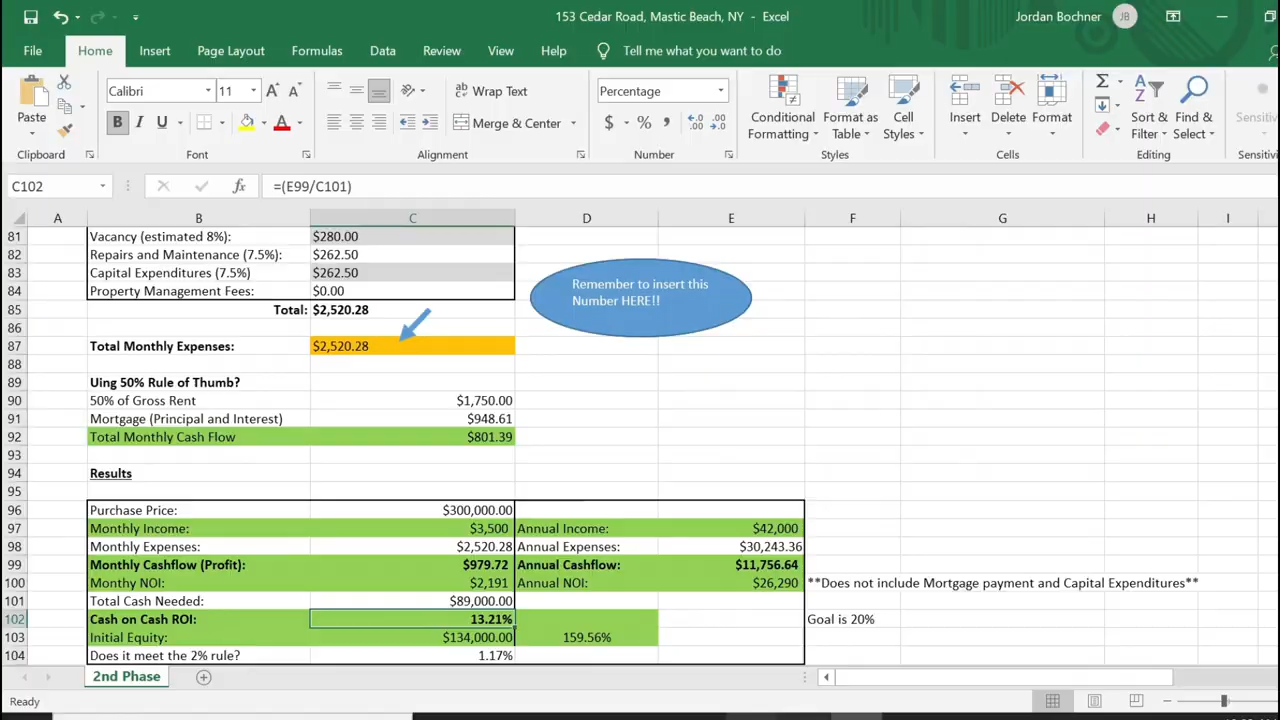 153 Cedar Road, Mastic Beach, NY - Excel
Jordan Bochner JB
File Home Insert Page Layout Formulas Data Review View Help Tell me what you want to do
Paste
Clipboard
Calibri 11
B I U
Font
Wrap Text
Merge & Center
Alignment
Percentage
$ % ,
Number
Conditional Formatting
Format as Table
Cell Styles
Styles
Insert Delete Format
Cells
Sort & Filter
Find & Select
Editing
Sensitiv
Sensitivi
C102 fx =(E99/C101)
A B C D E F G H I
81 Vacancy (estimated 8%): $280.00
82 Repairs and Maintenance (7.5%): $262.50
83 Capital Expenditures (7.5%) $262.50
84 Property Management Fees: $0.00
Remember to insert this
Number HERE!!
85 Total: $2,520.28
86
87 Total Monthly Expenses: $2,520.28
88
89 Uing 50% Rule of Thumb?
90 50% of Gross Rent $1,750.00
91 Mortgage (Principal and Interest) $948.61
92 Total Monthly Cash Flow $801.39
93
94 Results
95
96 Purchase Price: $300,000.00
97 Monthly Income: $3,500 Annual Income: $42,000
98 Monthly Expenses: $2,520.28 Annual Expenses: $30,243.36
99 Monthly Cashflow (Profit): $979.72 Annual Cashflow: $11,756.64
100 Monthy NOI: $2,191 Annual NOI: $26,290 **Does not include Mortgage payment and Capital Expenditures**
101 Total Cash Needed: $89,000.00
102 Cash on Cash ROI: 13.21% Goal is 20%
103 Initial Equity: $134,000.00 159.56%
104 Does it meet the 2% rule? 1.17%
2nd Phase
Ready